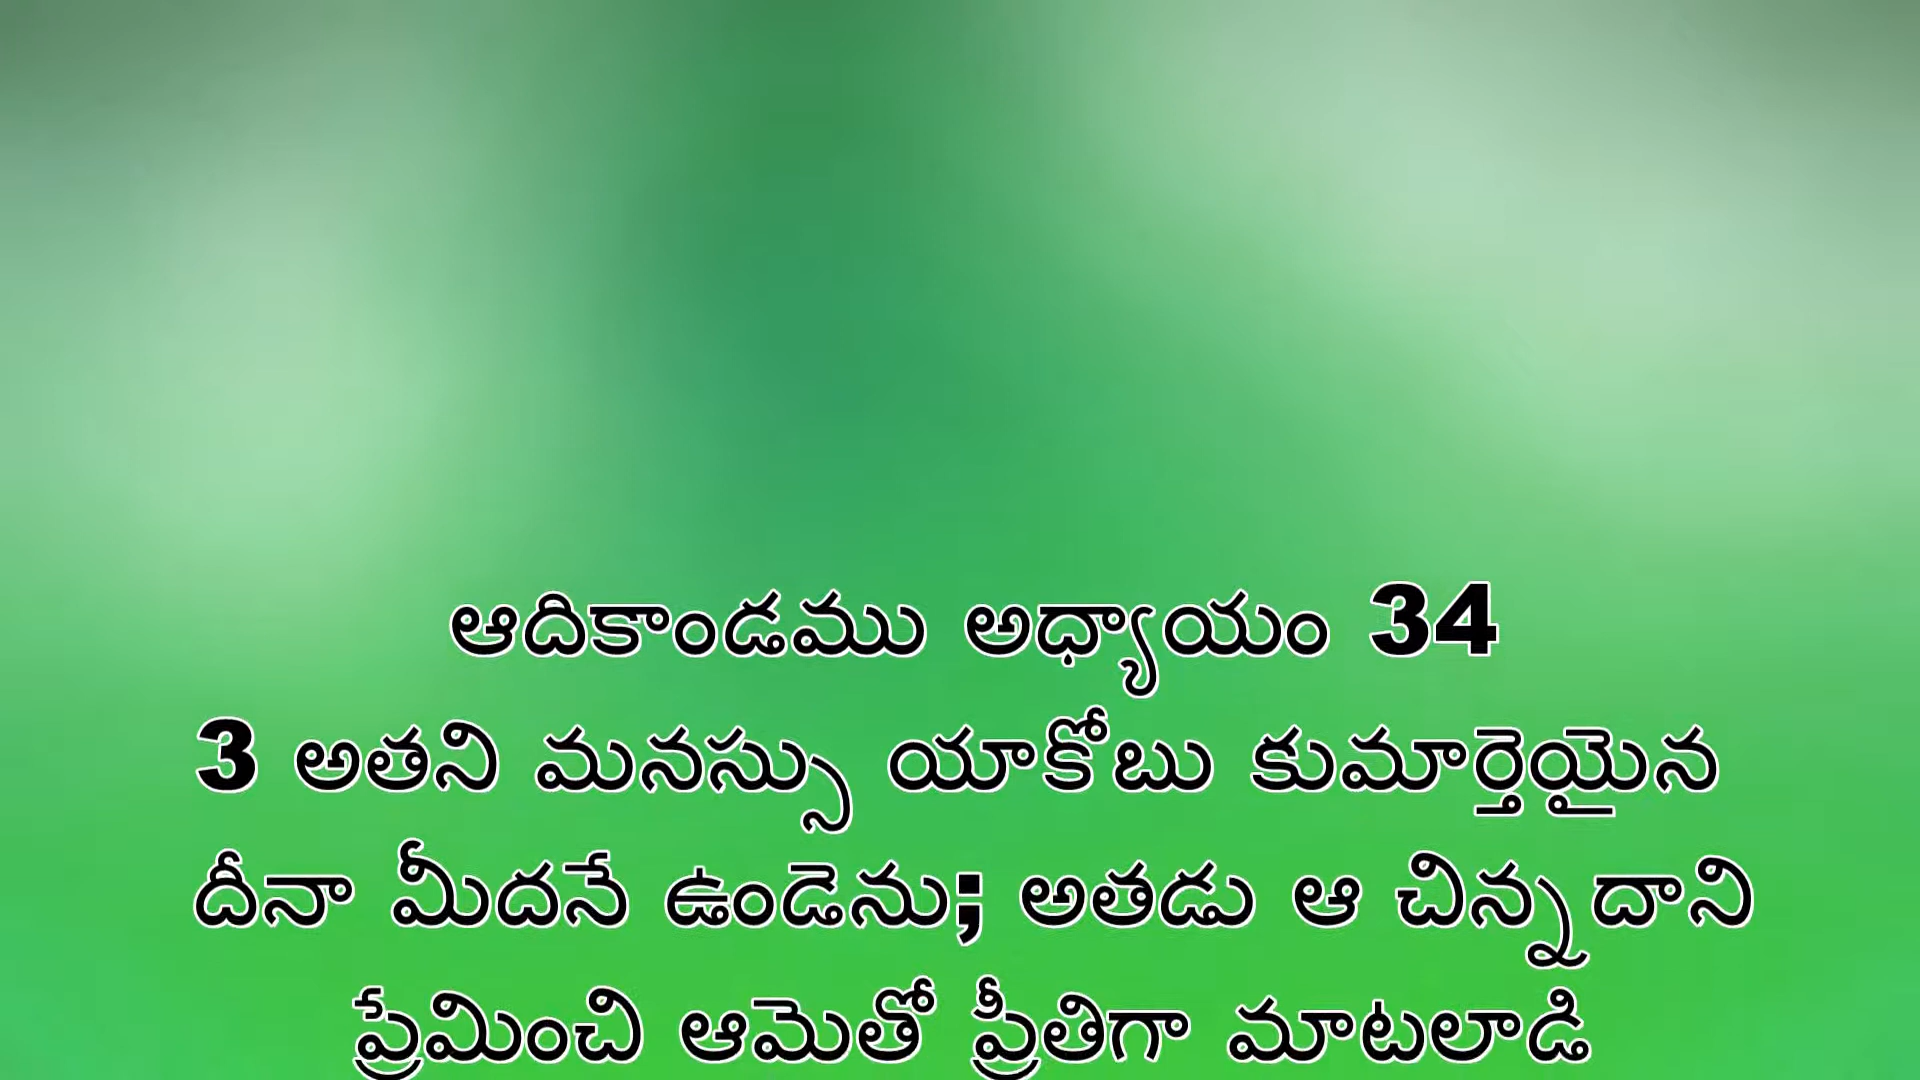 ఆదికాండము అధ్యాయం 34
3 అతని మనస్సు యాకోబు కుమార్తెయైన
దీనా మీదనే ఉండెను; అతడు ఆ చిన్నదాని
ప్రేమించి ఆమెతో ప్రీతిగా మాటలాడి